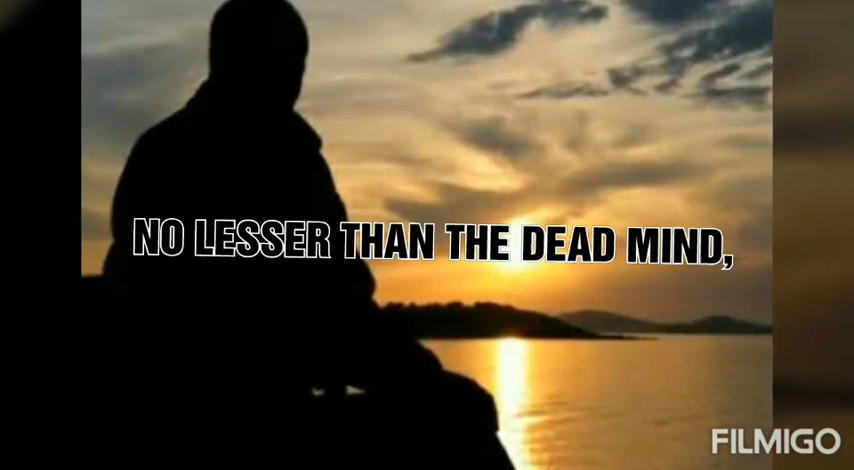 NO LESSER THAN THE DEAD MIND,
FILMIGO